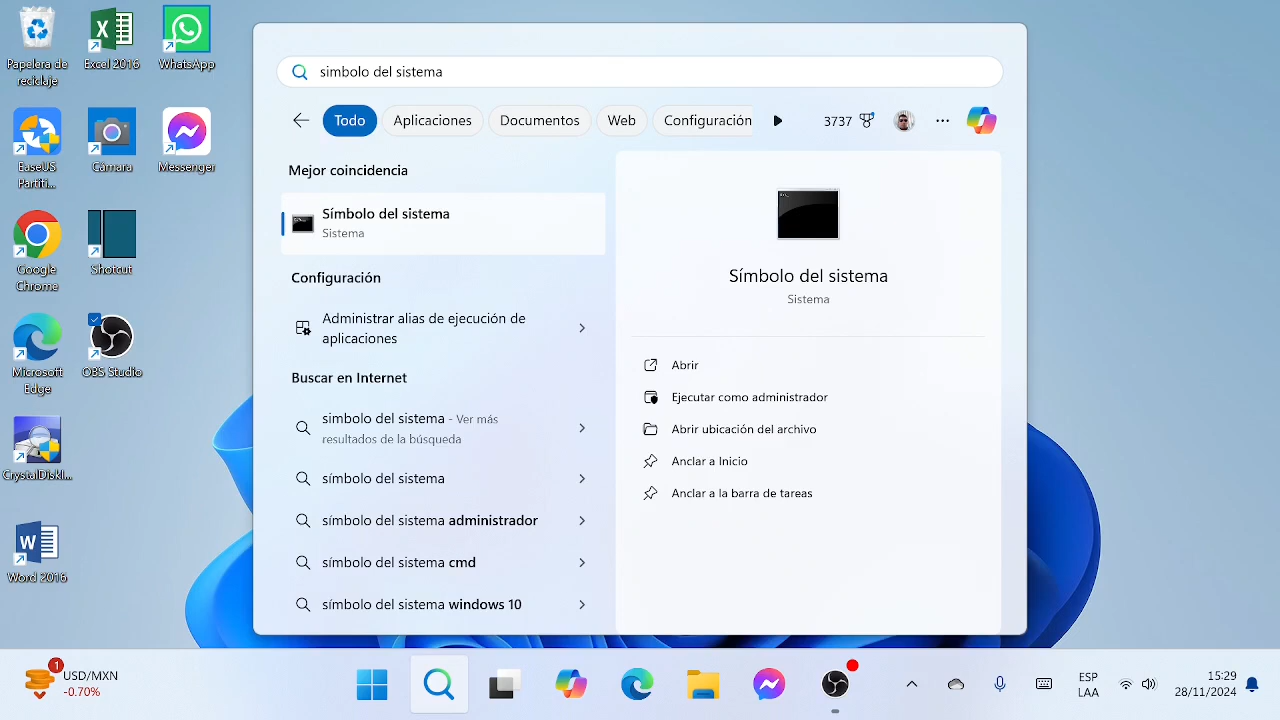 Papelera de
reciclaje
Excel 2016
WhatsApp
EaseUS
Partiti...
Cámara
Messenger
Google
Chrome
Shotcut
Microsoft
Edge
OBS Studio
CrystalDiskI...
Word 2016
simbolo del sistema
Todo
Aplicaciones
Documentos
Web
Configuración
3737
Mejor coincidencia
Símbolo del sistema
Sistema
Configuración
Administrar alias de ejecución de
aplicaciones
Buscar en Internet
simbolo del sistema - Ver más
resultados de la búsqueda
símbolo del sistema
símbolo del sistema administrador
símbolo del sistema cmd
símbolo del sistema windows 10
Símbolo del sistema
Sistema
Abrir
Ejecutar como administrador
Abrir ubicación del archivo
Anclar a Inicio
Anclar a la barra de tareas
1
USD/MXN
-0.70%
ESP
LAA
15:29
28/11/2024